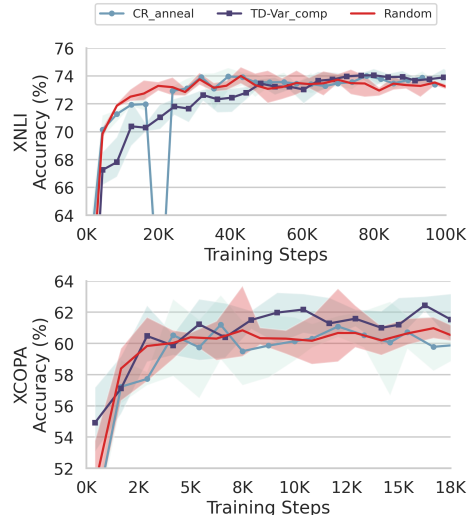 CR_anneal TD-Var_comp Random
76
74
72
70
68
66
64
XNLI
Accuracy (%)
0K 20K 40K 60K 80K 100K
Training Steps
64
62
60
58
56
54
52
XCOPA
Accuracy (%)
0K 2K 5K 8K 10K 12K 15K 18K
Training Steps